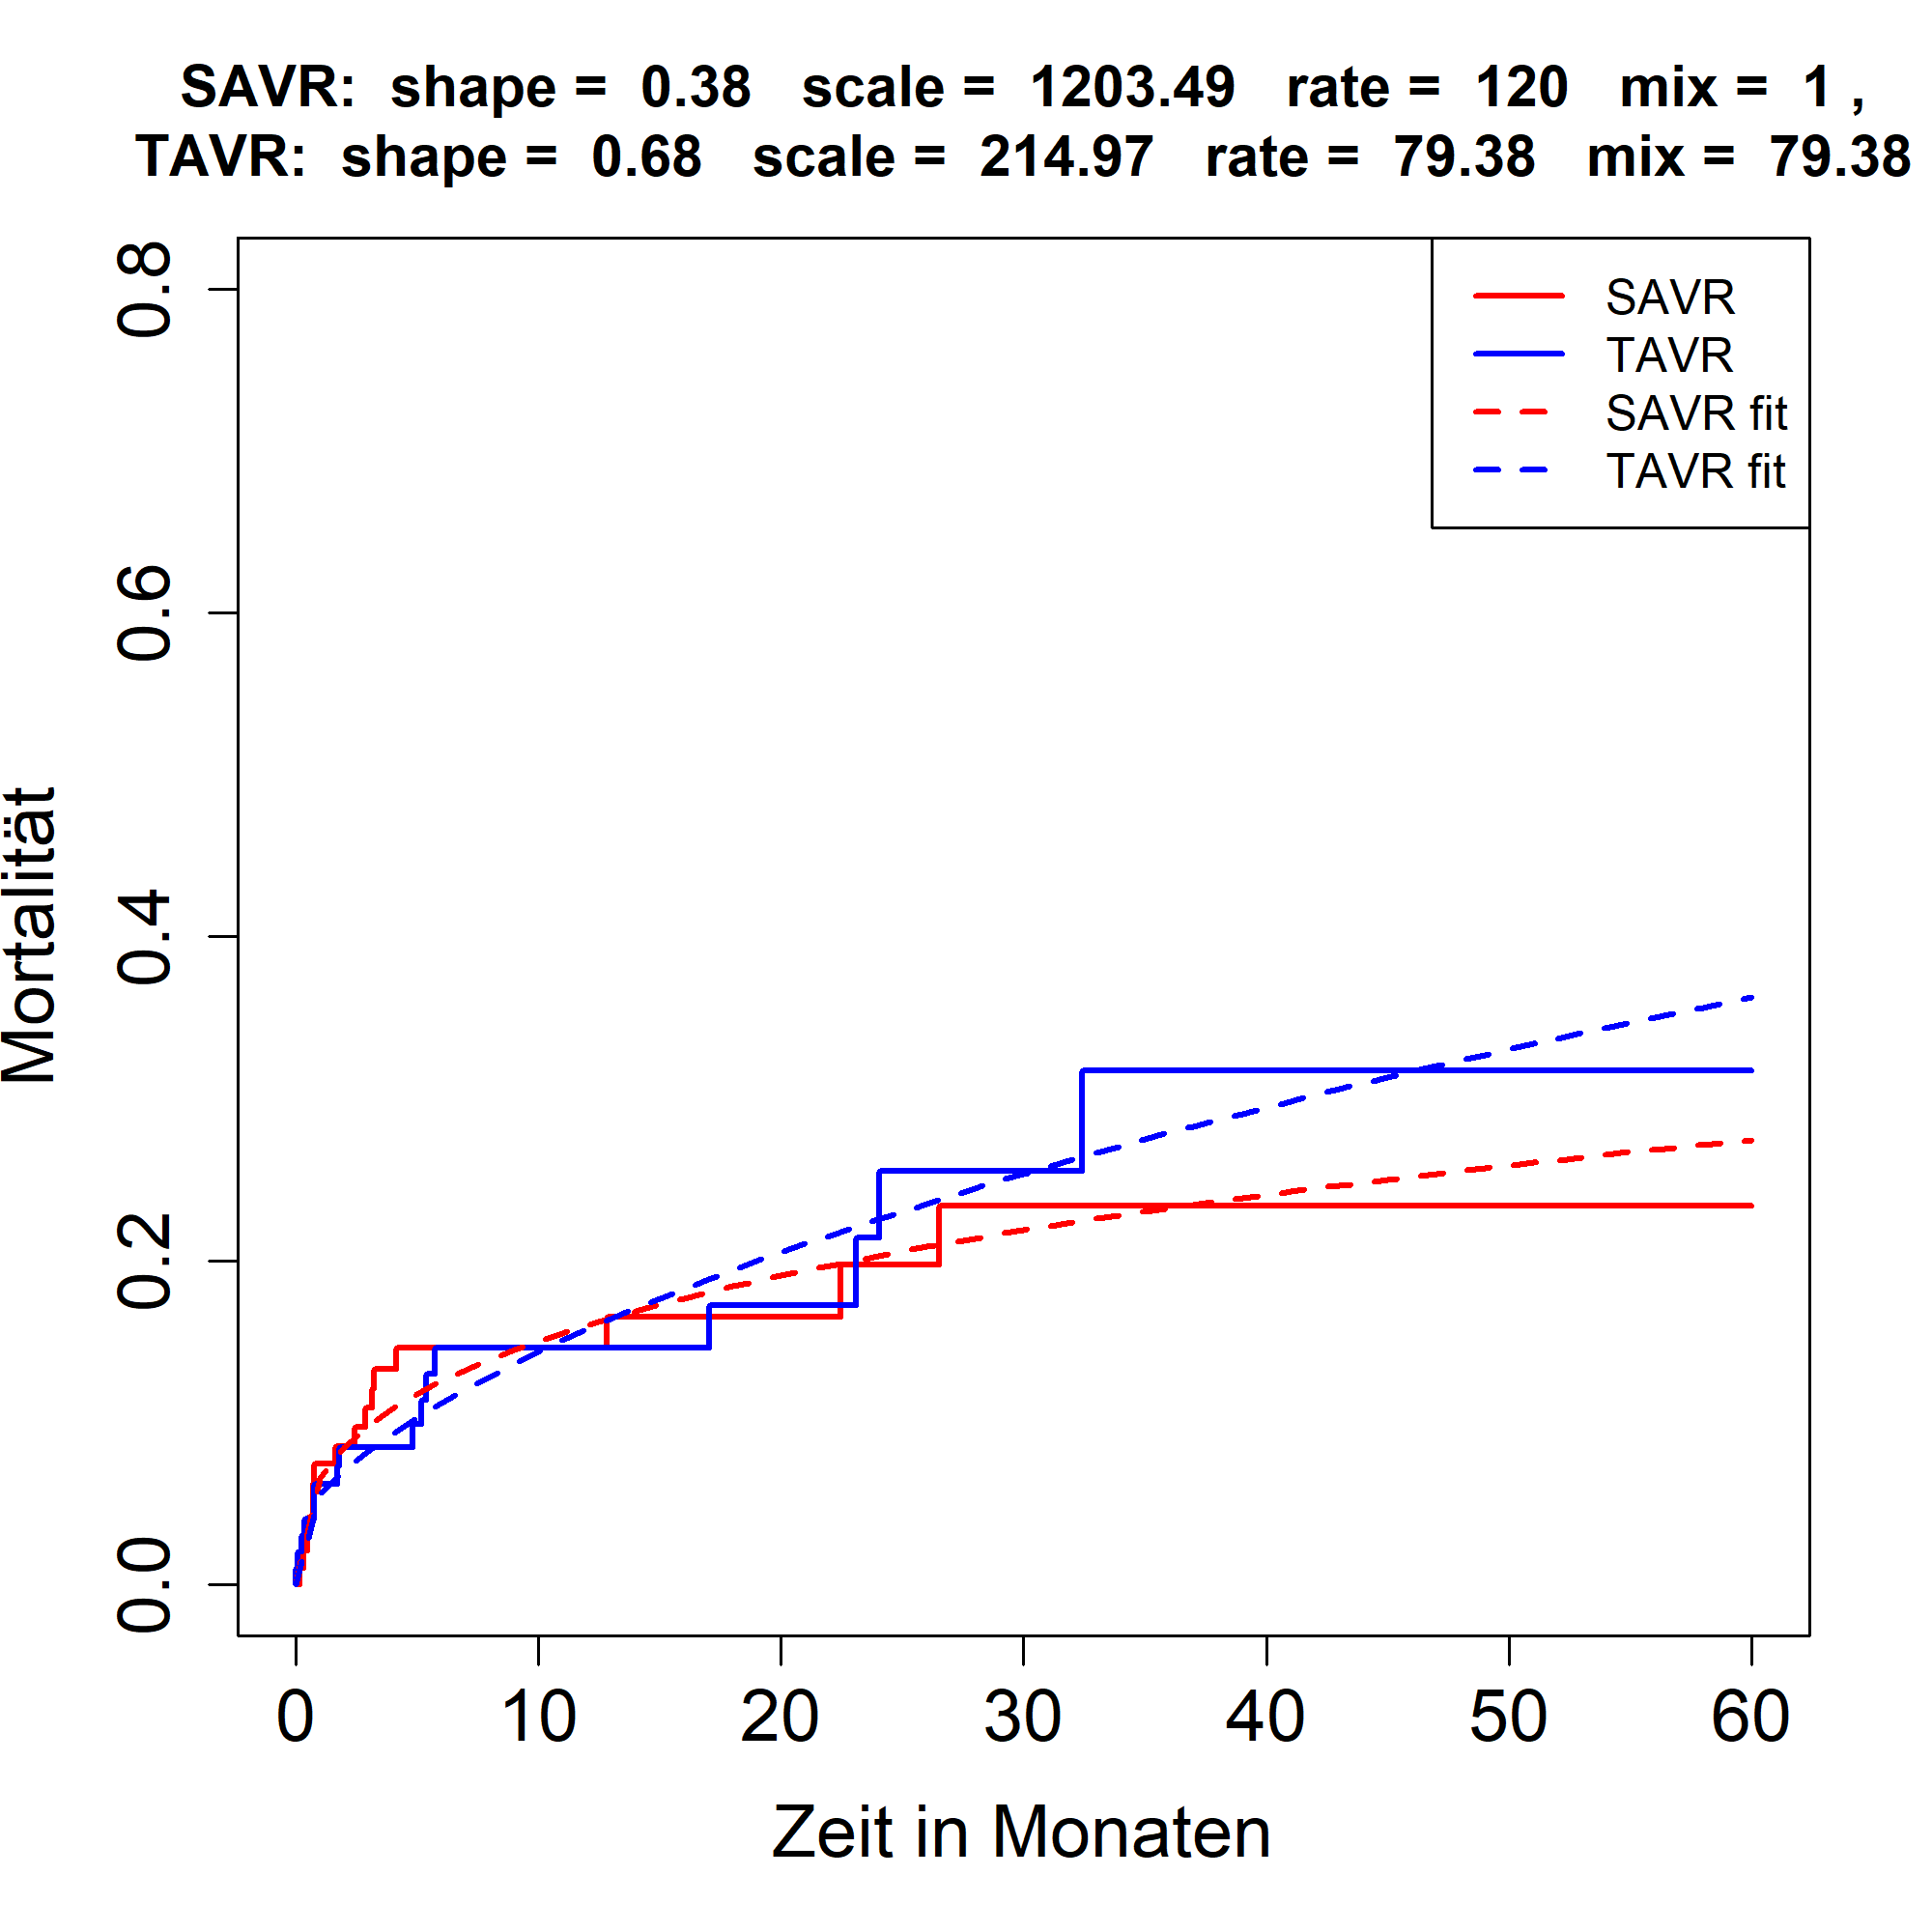 SAVR: shape = 0.38 scale = 1203.49 rate = 120 mix = 1 ,
TAVR: shape = 0.68 scale = 214.97 rate = 79.38 mix = 79.38
SAVR
TAVR
SAVR fit
TAVR fit
Mortalität
0.8
0.6
0.4
0.2
0.0
0 10 20 30 40 50 60
Zeit in Monaten